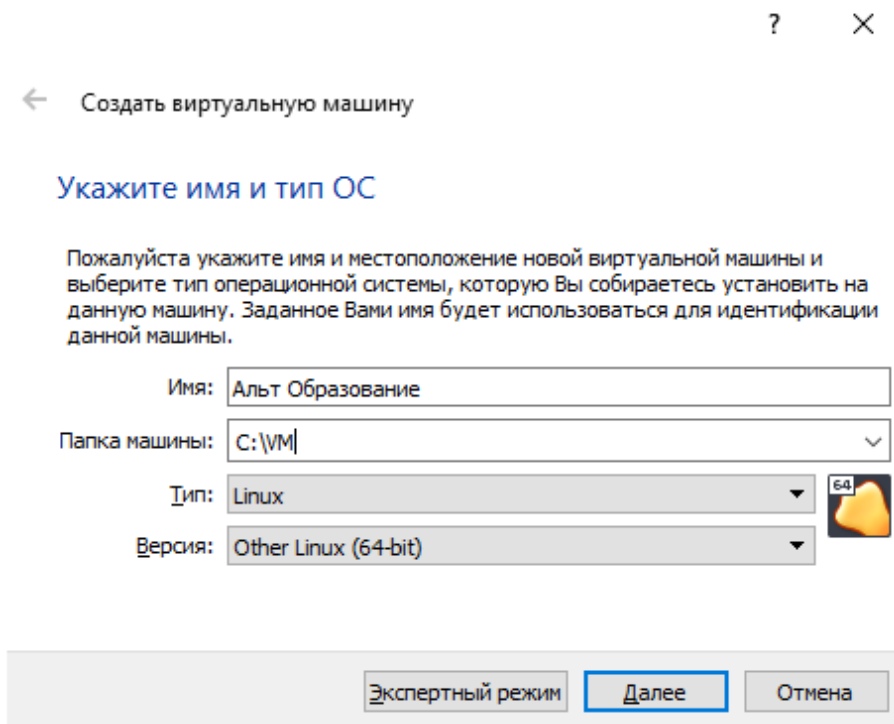 ?
Создать виртуальную машину
Укажите имя и тип ОС
Пожалуйста укажите имя и местоположение новой виртуальной машины и
выберите тип операционной системы, которую Вы собираетесь установить на
данную машину. Заданное Вами имя будет использоваться для идентификации
данной машины.
Имя: Альт Образование
Папка машины: C:\VM
Тип: Linux
64
Версия: Other Linux (64-bit)
Экспертный режим Далее Отмена